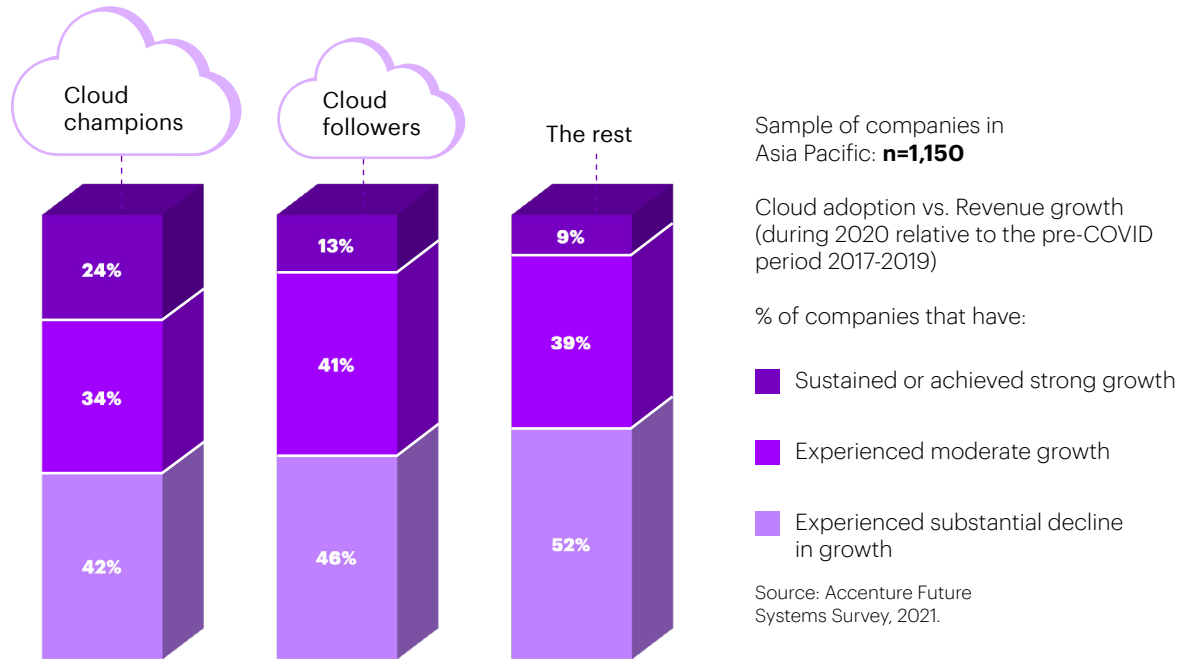 Cloud
champions
Cloud
followers
The rest
24%
34%
42%
13%
41%
46%
9%
39%
52%
Sample of companies in
Asia Pacific: n=1,150
Cloud adoption vs. Revenue growth
(during 2020 relative to the pre-COVID
period 2017-2019)
% of companies that have:
Sustained or achieved strong growth
Experienced moderate growth
Experienced substantial decline
in growth
Source: Accenture Future
Systems Survey, 2021.